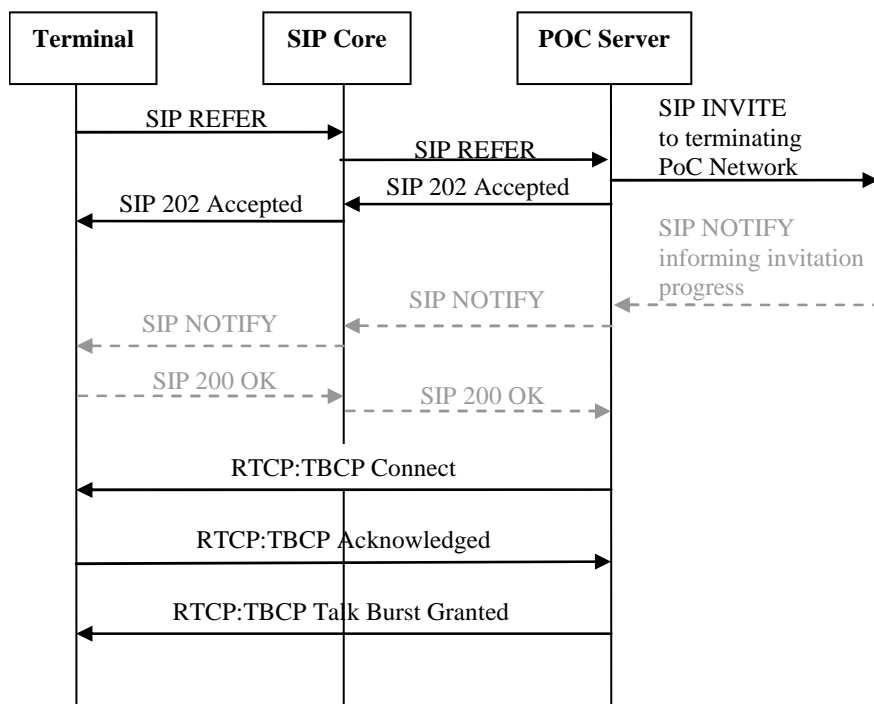 Terminal
SIP Core
POC Server
SIP REFER
SIP INVITE
to terminating
PoC Network
SIP REFER
SIP 202 Accepted
SIP 202 Accepted
SIP NOTIFY
informing invitation
progress
SIP NOTIFY
SIP NOTIFY
SIP 200 OK
SIP 200 OK
RTCP:TBCP Connect
RTCP:TBCP Acknowledged
RTCP:TBCP Talk Burst Granted